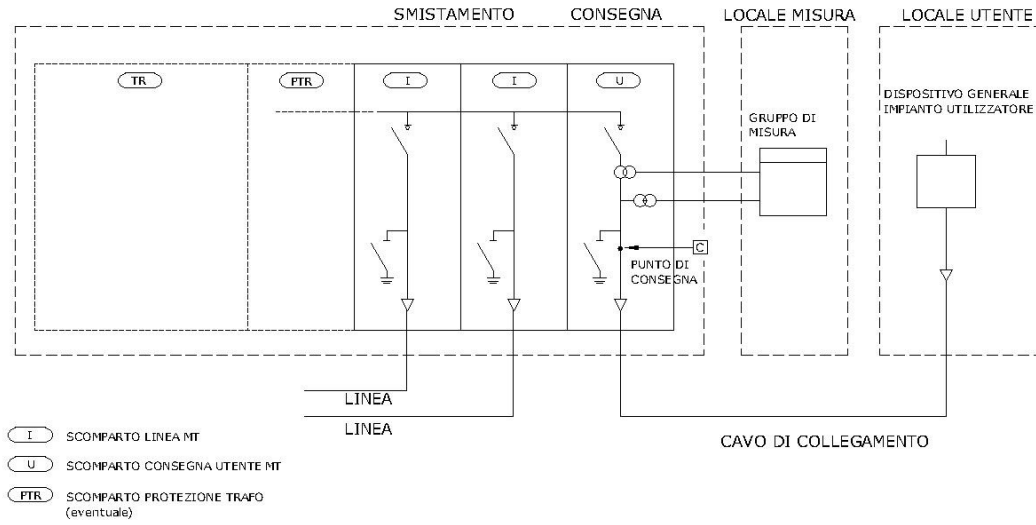 SMISTAMENTO
CONSEGNA
LOCALE MISURA
LOCALE UTENTE
TR
PTR
I
I
U
GRUPPO DI
MISURA
DISPOSITIVO GENERALE
IMPIANTO UTILIZZATORE
C
PUNTO DI
CONSEGNA
LINEA
LINEA
CAVO DI COLLEGAMENTO
I SCOMPARTO LINEA MT
U SCOMPARTO CONSEGNA UTENTE MT
PTR SCOMPARTO PROTEZIONE TRAFO
(eventuale)